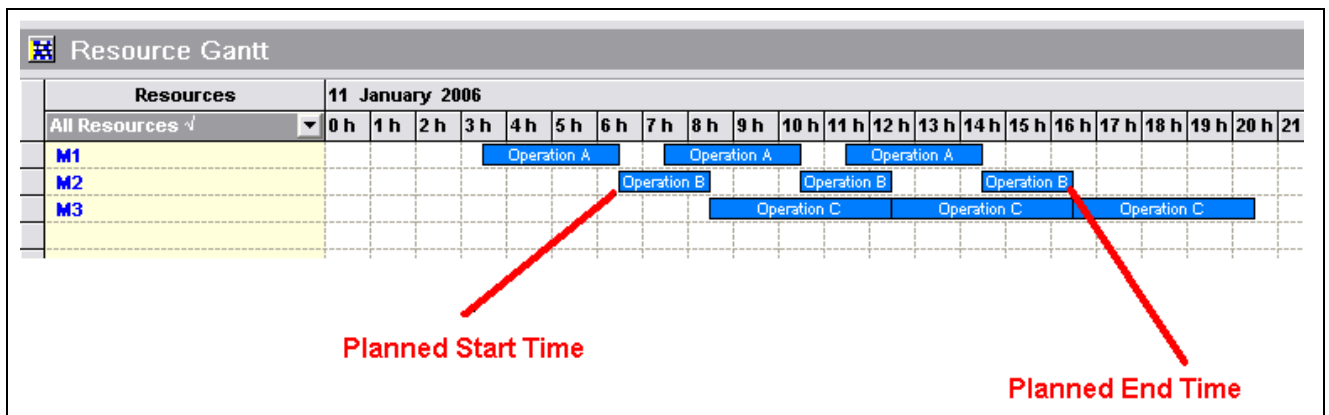 Resource Gantt
Resources 11 January 2006
All Resources √ 0 h 1 h 2 h 3 h 4 h 5 h 6 h 7 h 8 h 9 h 10 h 11 h 12 h 13 h 14 h 15 h 16 h 17 h 18 h 19 h 20 h 21
M1 Operation A Operation A Operation A
M2 Operation B Operation B Operation B
M3 Operation C Operation C Operation C
Planned Start Time
Planned End Time